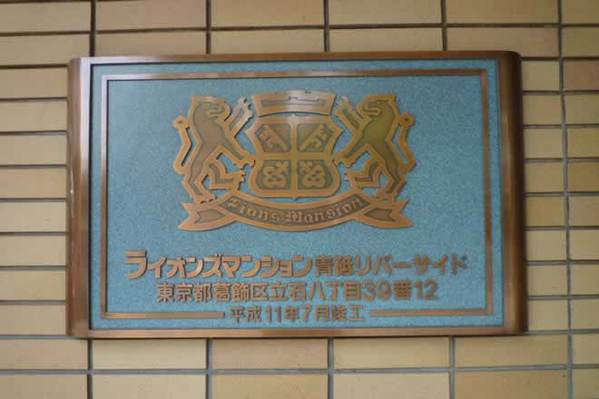 Lions Mansion
ライオンズマンション青砥リバーサイド
東京都葛飾区立石八丁目39番12
平成11年7月竣工